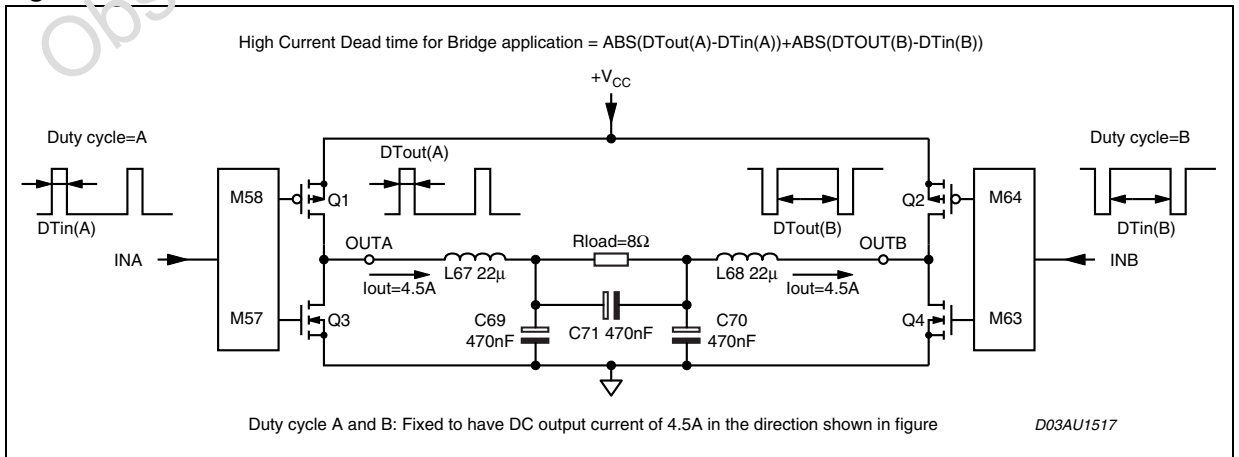 High Current Dead time for Bridge application = ABS(DTout(A)-DTin(A))+ABS(DTOUT(B)-DTin(B))
+VCC
Duty cycle=A
Duty cycle=B
DTout(A)
M58
Q1
Q2
M64
DTin(A)
DTout(B)
DTin(B)
OUTA
Rload=8Ω
OUTB
INA
L67 22µ
L68 22µ
INB
Iout=4.5A
Iout=4.5A
M57
Q3
C69
470nF
C71 470nF
C70
470nF
Q4
M63
Duty cycle A and B: Fixed to have DC output current of 4.5A in the direction shown in figure
D03AU1517